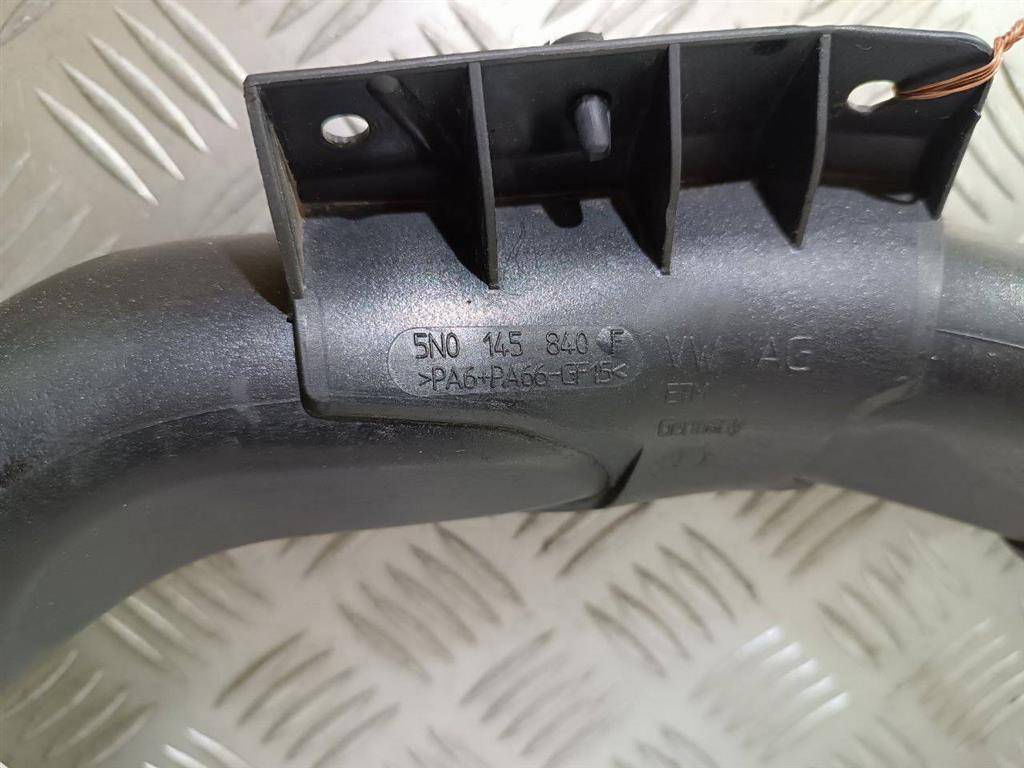 5N0 145 840 F
>PA6+PA66-GF15<
VW AG
Germany